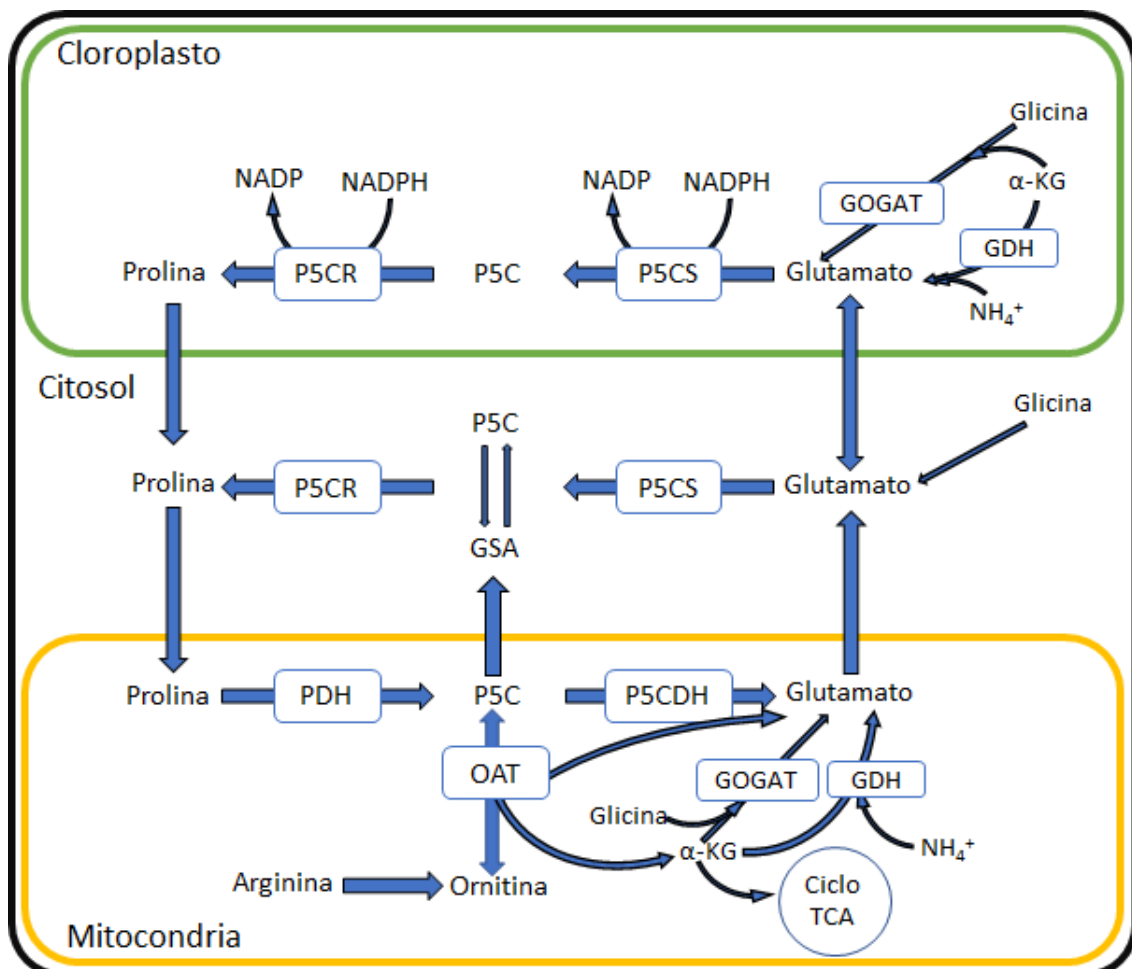 Cloroplasto
Glicina
NADP NADPH NADP NADPH α-KG
GOGAT
GDH
Prolina P5CR P5C P5CS Glutamato
NH₄⁺
Citosol
Glicina
P5C
Prolina P5CR P5CS Glutamato
GSA
Prolina PDH P5C P5CDH Glutamato
OAT GOGAT GDH
Glicina
α-KG NH₄⁺
Arginina Ornitina Ciclo
TCA
Mitocondria